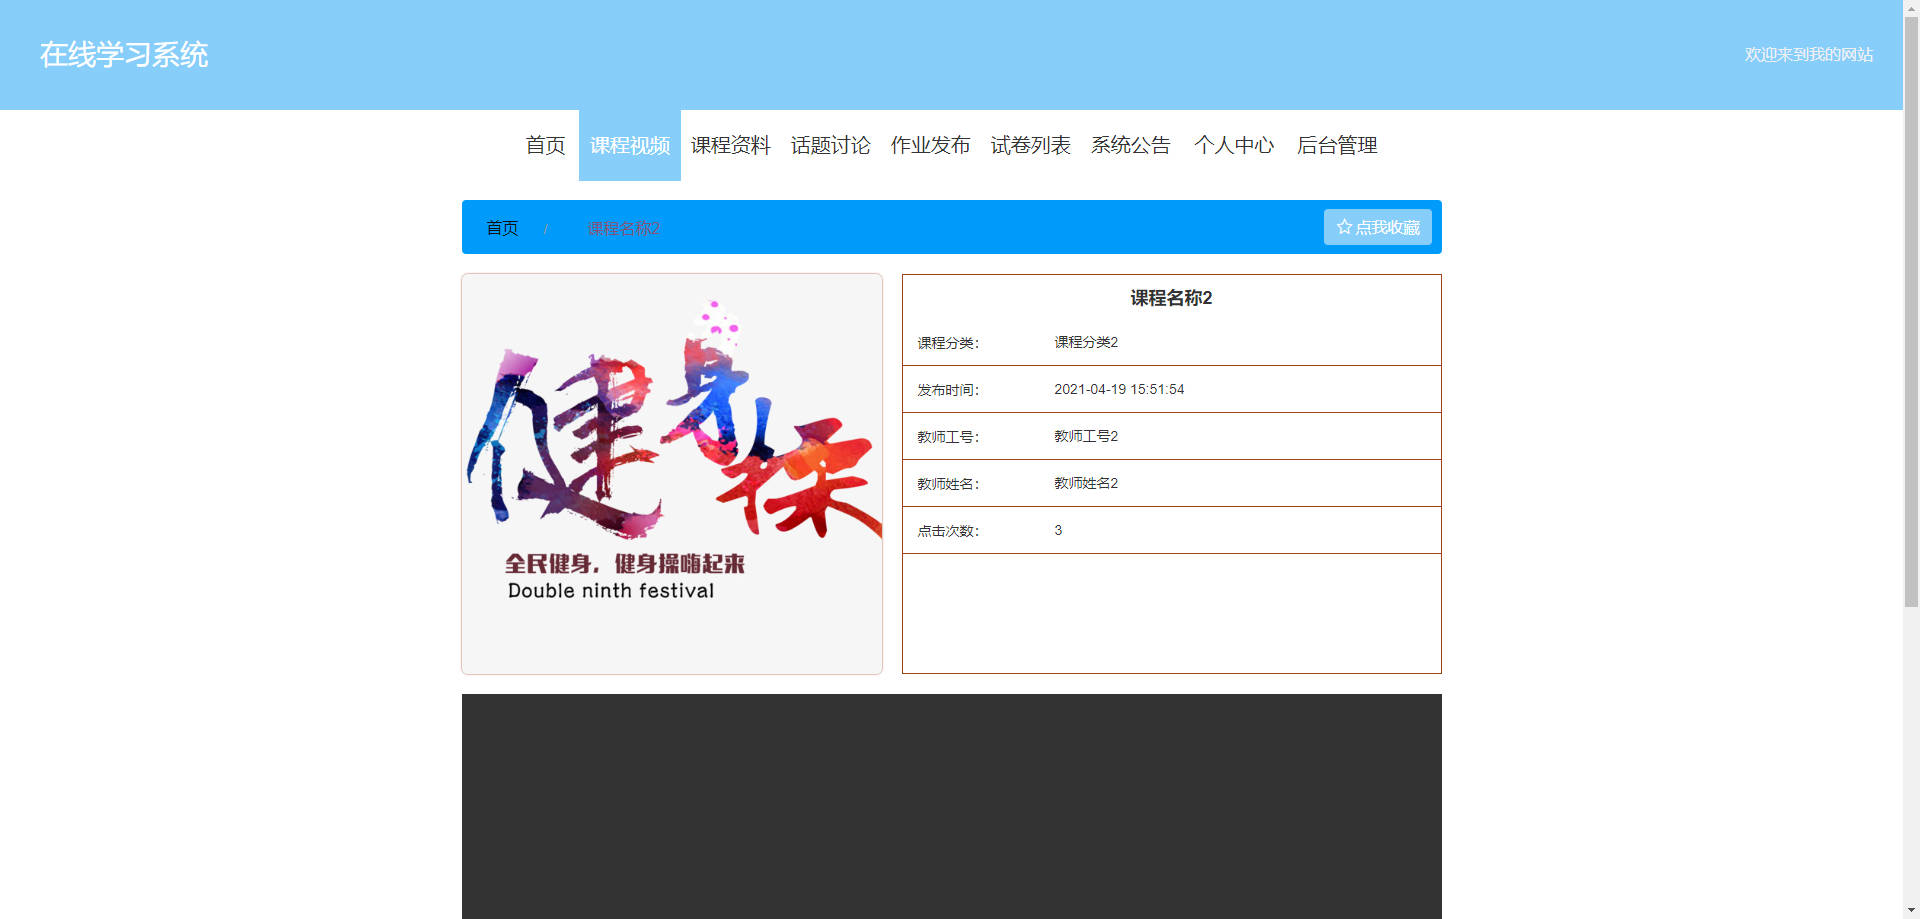 在线学习系统
欢迎来到我的网站
首页 课程视频 课程资料 话题讨论 作业发布 试卷列表 系统公告 个人中心 后台管理
首页 / 课程名称2
点我收藏
健身操
全民健身，健身操嗨起来
Double ninth festival
课程名称2
课程分类： 课程分类2
发布时间： 2021-04-19 15:51:54
教师工号： 教师工号2
教师姓名： 教师姓名2
点击次数： 3